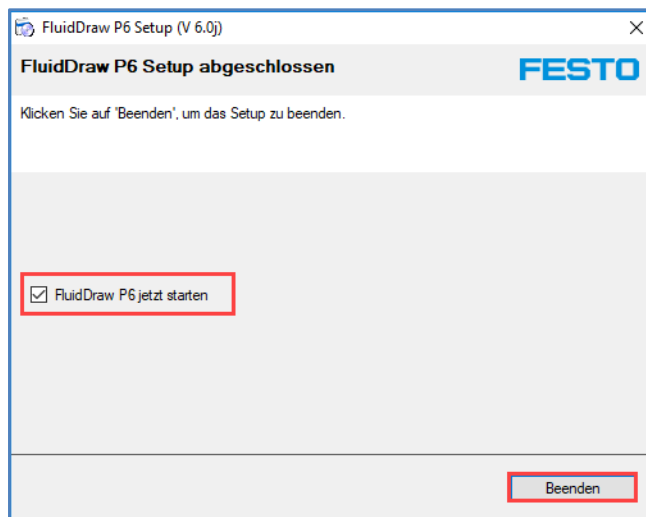 FluidDraw P6 Setup (V 6.0j)
FluidDraw P6 Setup abgeschlossen
FESTO
Klicken Sie auf 'Beenden', um das Setup zu beenden.
FluidDraw P6 jetzt starten
Beenden